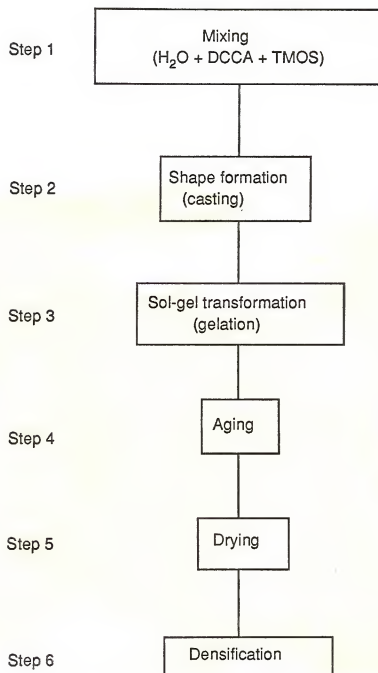 Step 1
Mixing
(H₂O + DCCA + TMOS)
Step 2
Shape formation
(casting)
Step 3
Sol-gel transformation
(gelation)
Step 4
Aging
Step 5
Drying
Step 6
Densification